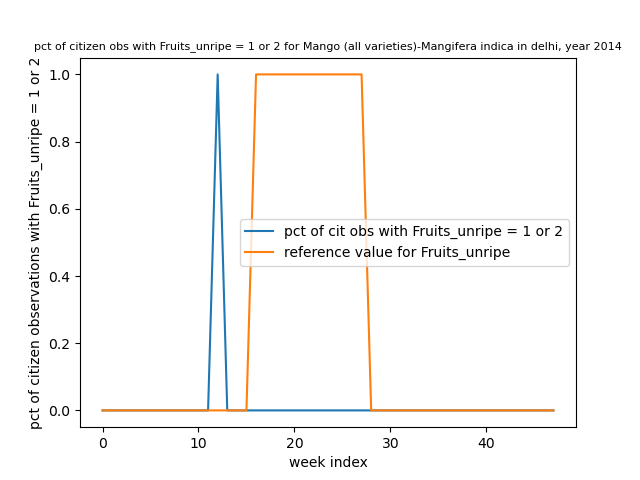 pct of citizen obs with Fruits_unripe = 1 or 2 for Mango (all varieties)-Mangifera indica in delhi, year 2014
pct of citizen observations with Fruits_unripe = 1 or 2
1.0
0.8
0.6
0.4
0.2
0.0
pct of cit obs with Fruits_unripe = 1 or 2
reference value for Fruits_unripe
0 10 20 30 40
week index